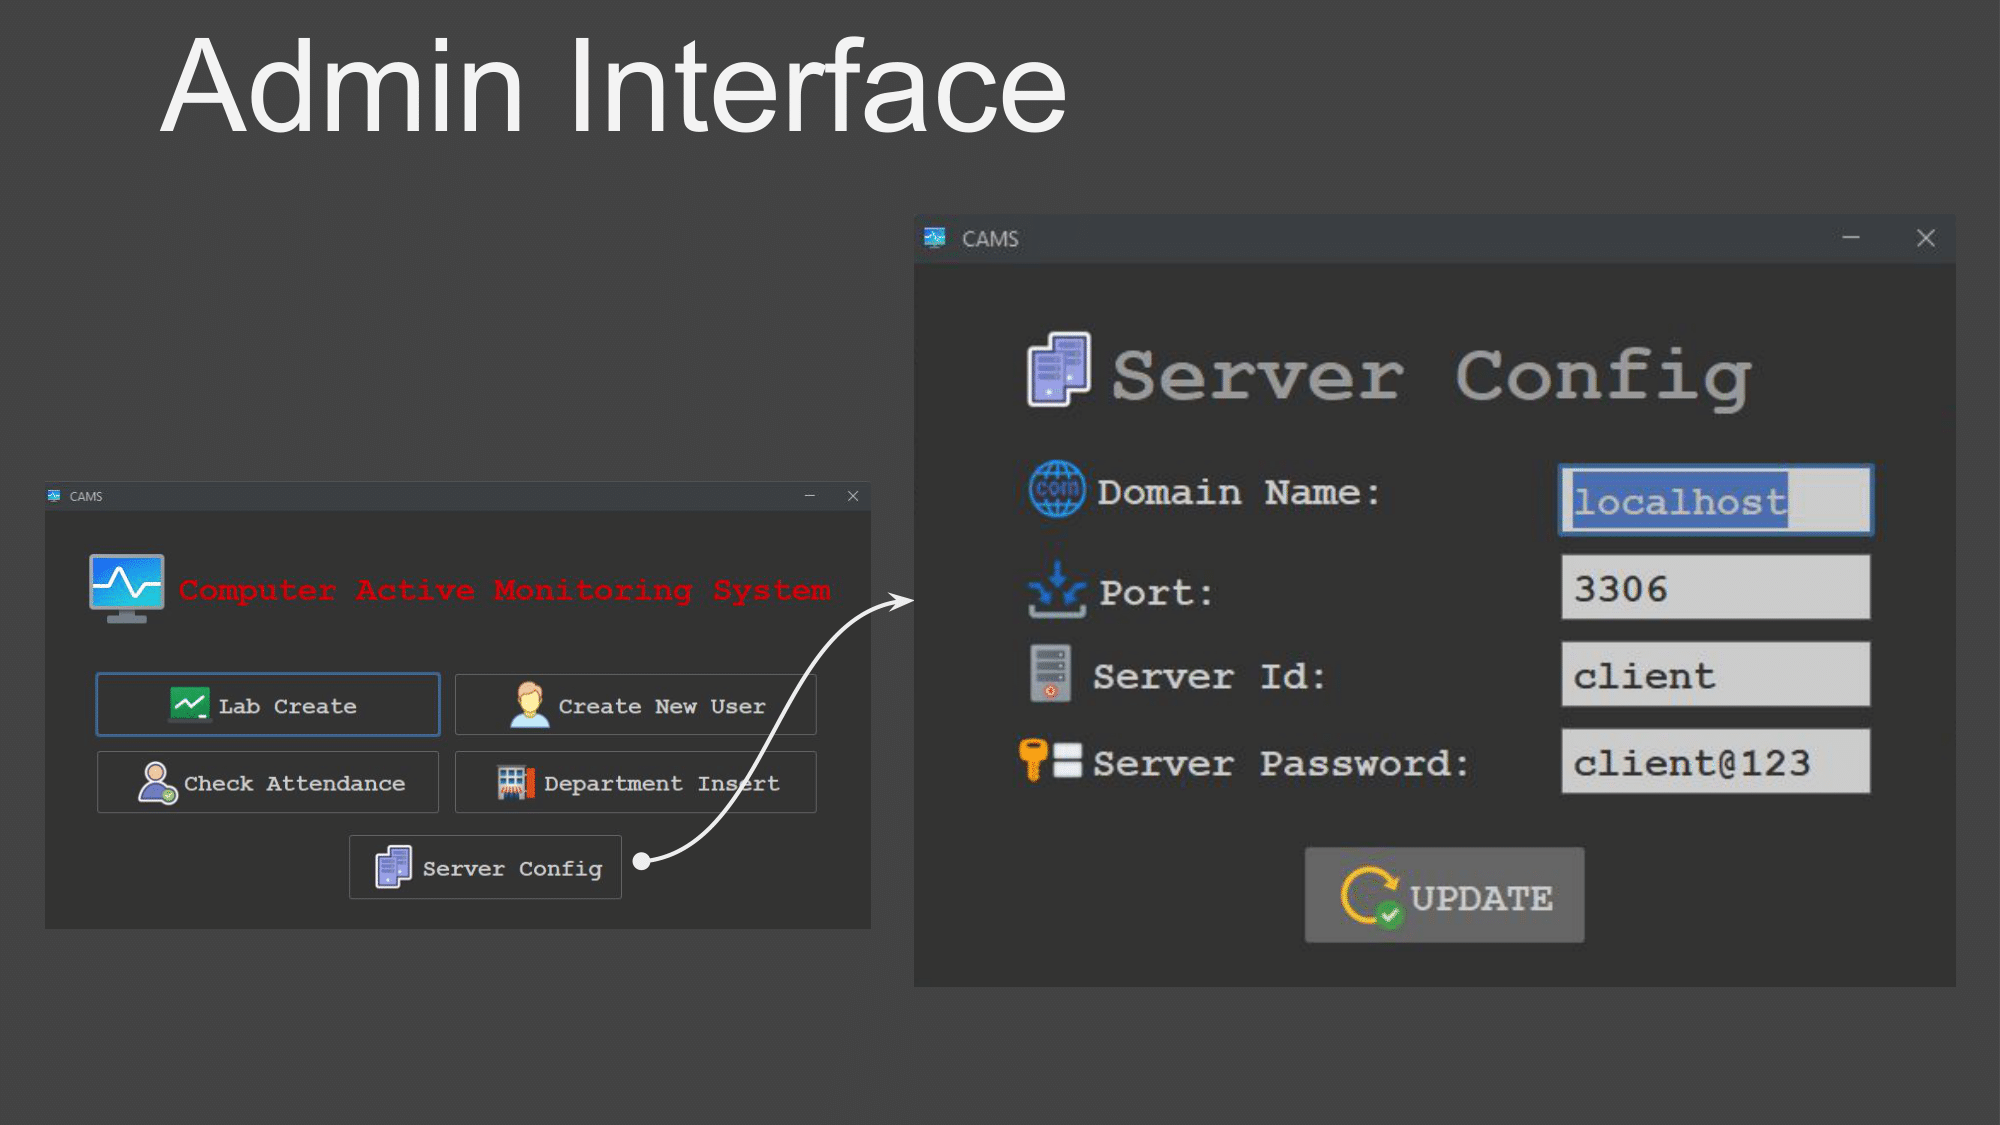 Admin Interface
CAMS
Computer Active Monitoring System
Lab Create
Create New User
Check Attendance
Department Insert
Server Config
CAMS
Server Config
com
Domain Name:
localhost
Port:
3306
Server Id:
client
Server Password:
client@123
UPDATE